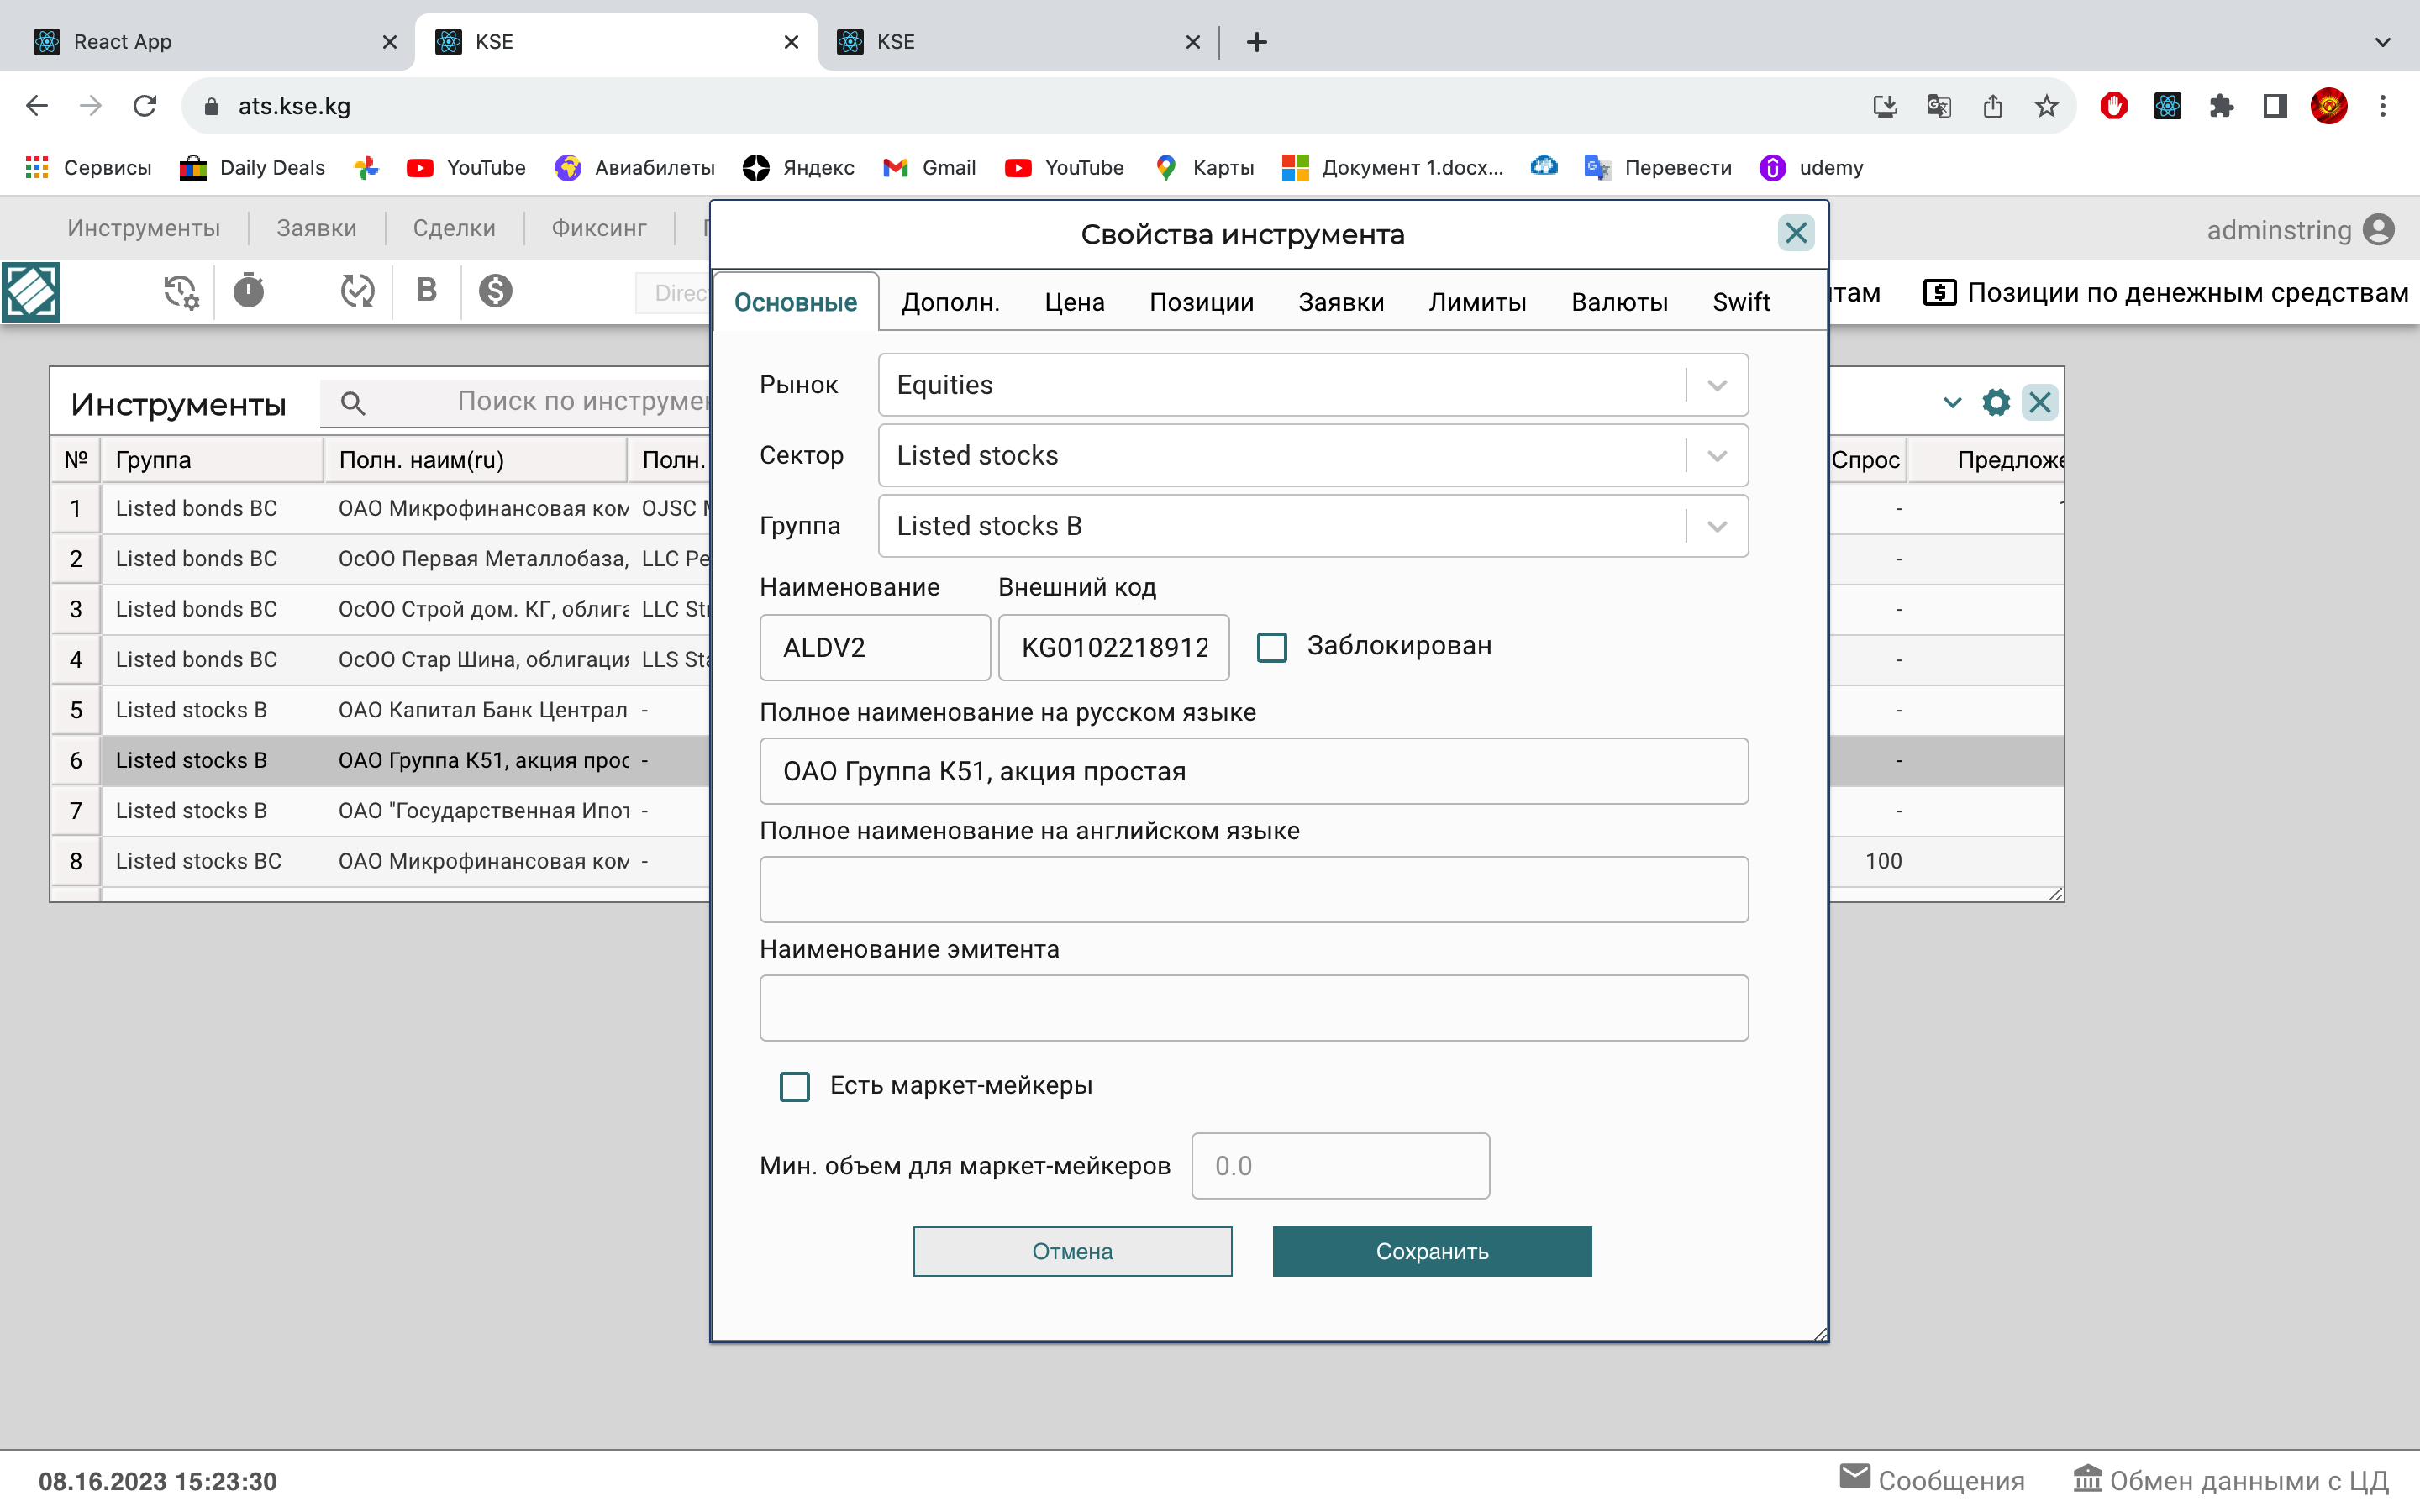 React App
KSE
KSE
ats.kse.kg
Сервисы
Daily Deals
YouTube
Авиабилеты
Яндекс
Gmail
YouTube
Карты
Документ 1.docx...
Перевести
udemy
Инструменты
Заявки
Сделки
Фиксинг
adminstring
B
Direc
там
Позиции по денежным средствам
Свойства инструмента
Основные
Дополн.
Цена
Позиции
Заявки
Лимиты
Валюты
Swift
Рынок
Equities
Сектор
Listed stocks
Группа
Listed stocks B
Наименование
Внешний код
ALDV2
KG0102218912
Заблокирован
Полное наименование на русском языке
ОАО Группа К51, акция простая
Полное наименование на английском языке
Наименование эмитента
Есть маркет-мейкеры
Мин. объем для маркет-мейкеров
0.0
Отмена
Сохранить
Инструменты
Поиск по инструме
№ Группа Полн. наим(ru) Полн. Спрос Предложе
1 Listed bonds BC ОАО Микрофинансовая ком OJSC -
2 Listed bonds BC ОсОО Первая Металлобаза, LLC Pe -
3 Listed bonds BC ОсОО Строй дом. КГ, облига LLC St -
4 Listed bonds BC ОсОО Стар Шина, облигация LLS Sta -
5 Listed stocks B ОАО Капитал Банк Централ - -
6 Listed stocks B ОАО Группа К51, акция прос - -
7 Listed stocks B ОАО "Государственная Ипот - -
8 Listed stocks BC ОАО Микрофинансовая ком - 100
08.16.2023 15:23:30
Сообщения
Обмен данными с ЦД